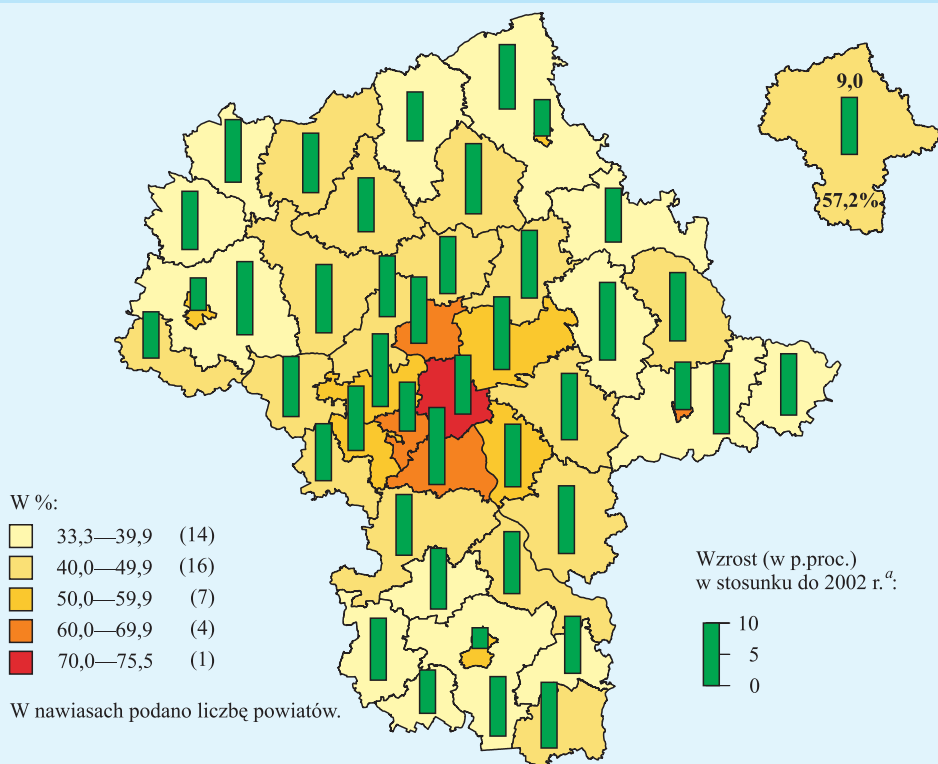 9,0
57,2%
W %:
33,3—39,9 (14)
40,0—49,9 (16)
50,0—59,9 (7)
60,0—69,9 (4)
70,0—75,5 (1)
W nawiasach podano liczbę powiatów.
Wzrost (w p.proc.)
w stosunku do 2002 r.ᵃ:
10
5
0